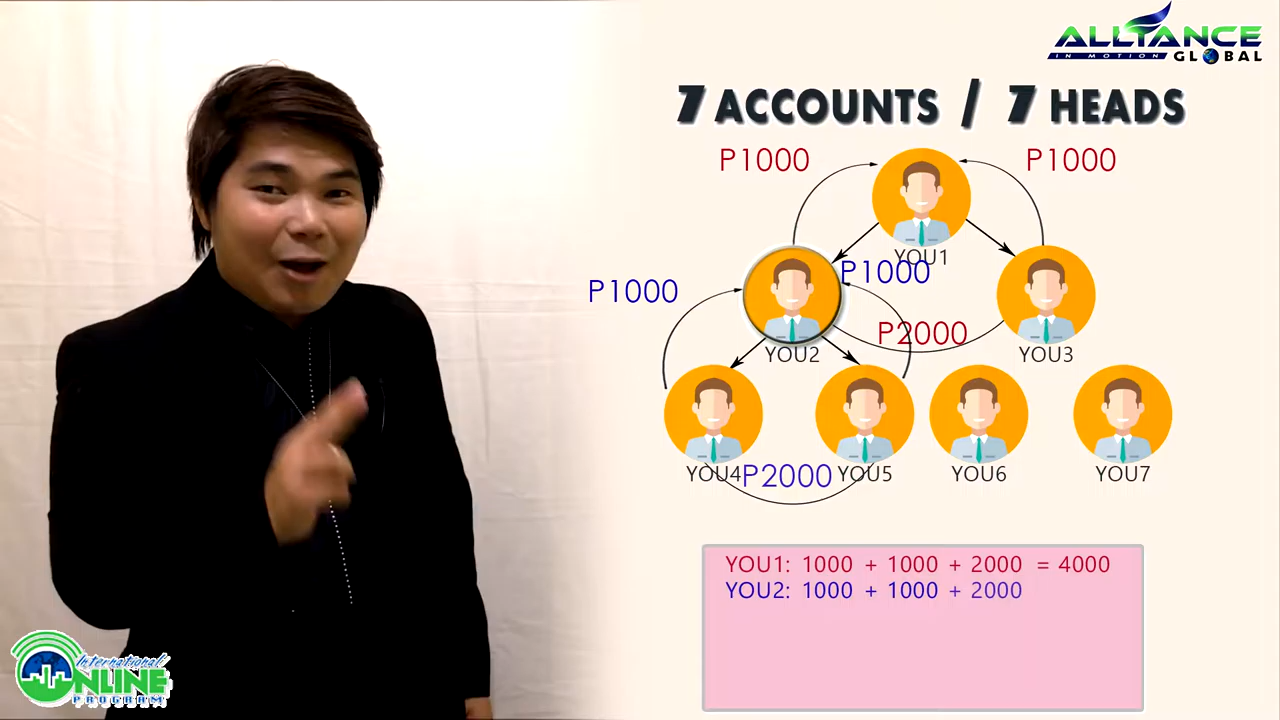 ALLIANCE
IN MOTION GLOBAL
7 ACCOUNTS / 7 HEADS
P1000 P1000
YOU1
P1000 P1000
P2000
YOU2 YOU3
YOU4 P2000 YOU5 YOU6 YOU7
YOU1: 1000 + 1000 + 2000 = 4000
YOU2: 1000 + 1000 + 2000
International
ONLINE
PROGRAM